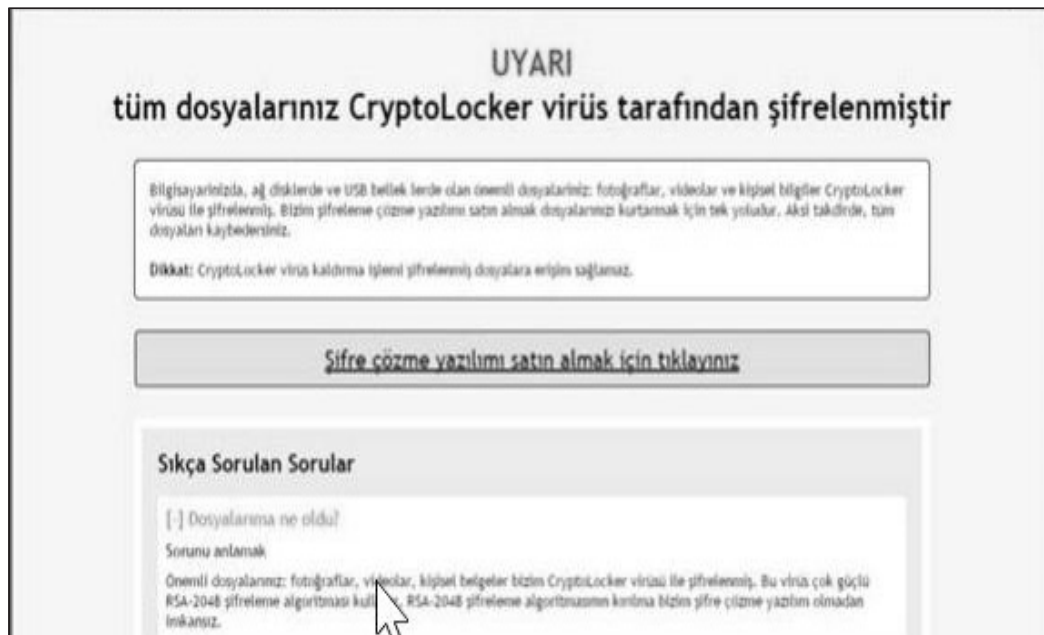 UYARI
tüm dosyalarınız CryptoLocker virüs tarafından şifrelenmiştir
Bilgisayarinizda, ağ disklerde ve USB bellek lerde olan önemli dosyalariniz: fotoğraflar, videolar ve kişisel bilgiler CryptoLocker
virüsü ile şifrelenmiş. Bizim şifreleme çözme yazılımı satın almak dosyalarınızı kurtarmak için tek yoludur. Aksi takdirde, tüm
dosyaları kaybedersiniz.
Dikkat: CryptoLocker virüs kaldırma işlemi şifrelenmiş dosyalara erişim sağlamaz.
Şifre çözme yazılımı satın almak için tıklayınız
Sıkça Sorulan Sorular
[-] Dosyalarıma ne oldu?
Sorunu anlamak
Önemli dosyalarınız: fotoğraflar, videolar, kişisel belgeler bizim CryptoLocker virüsü ile şifrelenmiş. Bu virüs çok güçlü
RSA-2048 şifreleme algoritması RSA-2048 şifreleme algoritmasının kırılma bizim şifre çözme yazılım olmadan
imkansız.